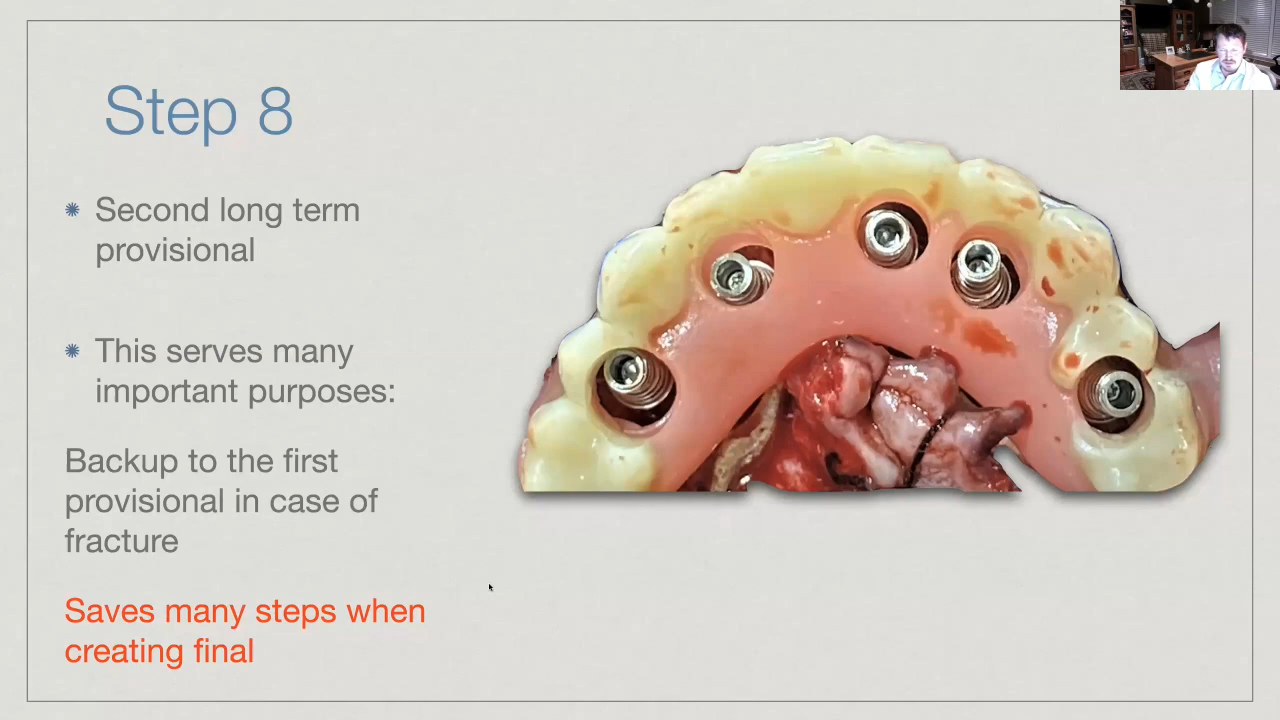 Step 8
Second long term
provisional
This serves many
important purposes:
Backup to the first
provisional in case of
fracture
Saves many steps when
creating final